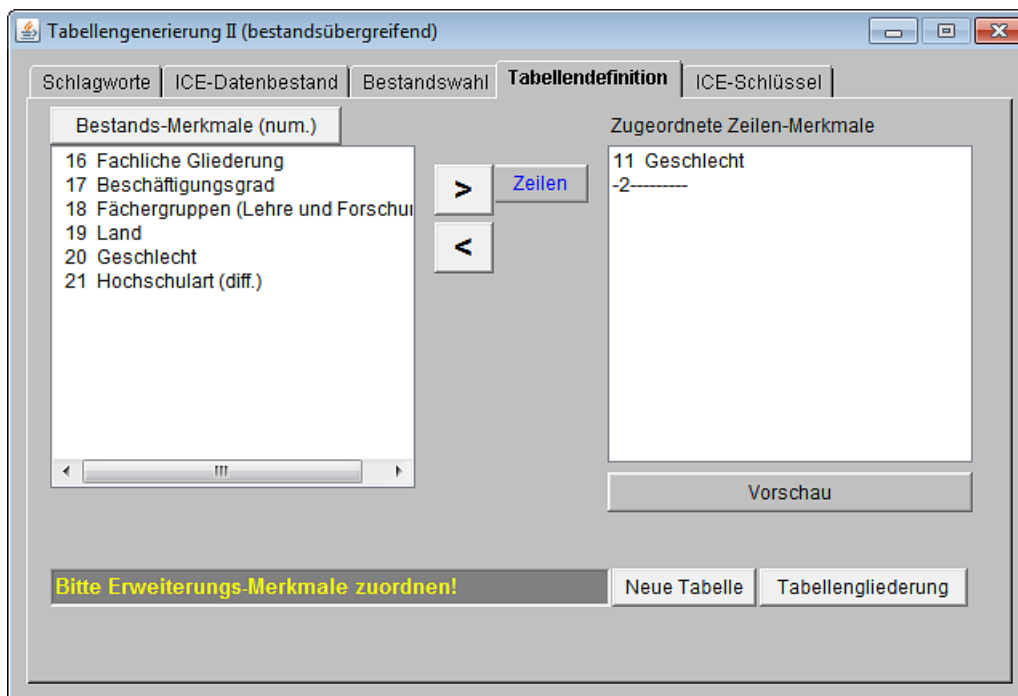 Tabellengenerierung II (bestandsübergreifend)
Schlagworte ICE-Datenbestand Bestandswahl Tabellendefinition ICE-Schlüssel
Bestands-Merkmale (num.)
16 Fachliche Gliederung
17 Beschäftigungsgrad
18 Fächergruppen (Lehre und Forschur
19 Land
20 Geschlecht
21 Hochschulart (diff.)
>
Zeilen
<
Zugeordnete Zeilen-Merkmale
11 Geschlecht
-2---------
Vorschau
Bitte Erweiterungs-Merkmale zuordnen!
Neue Tabelle
Tabellengliederung